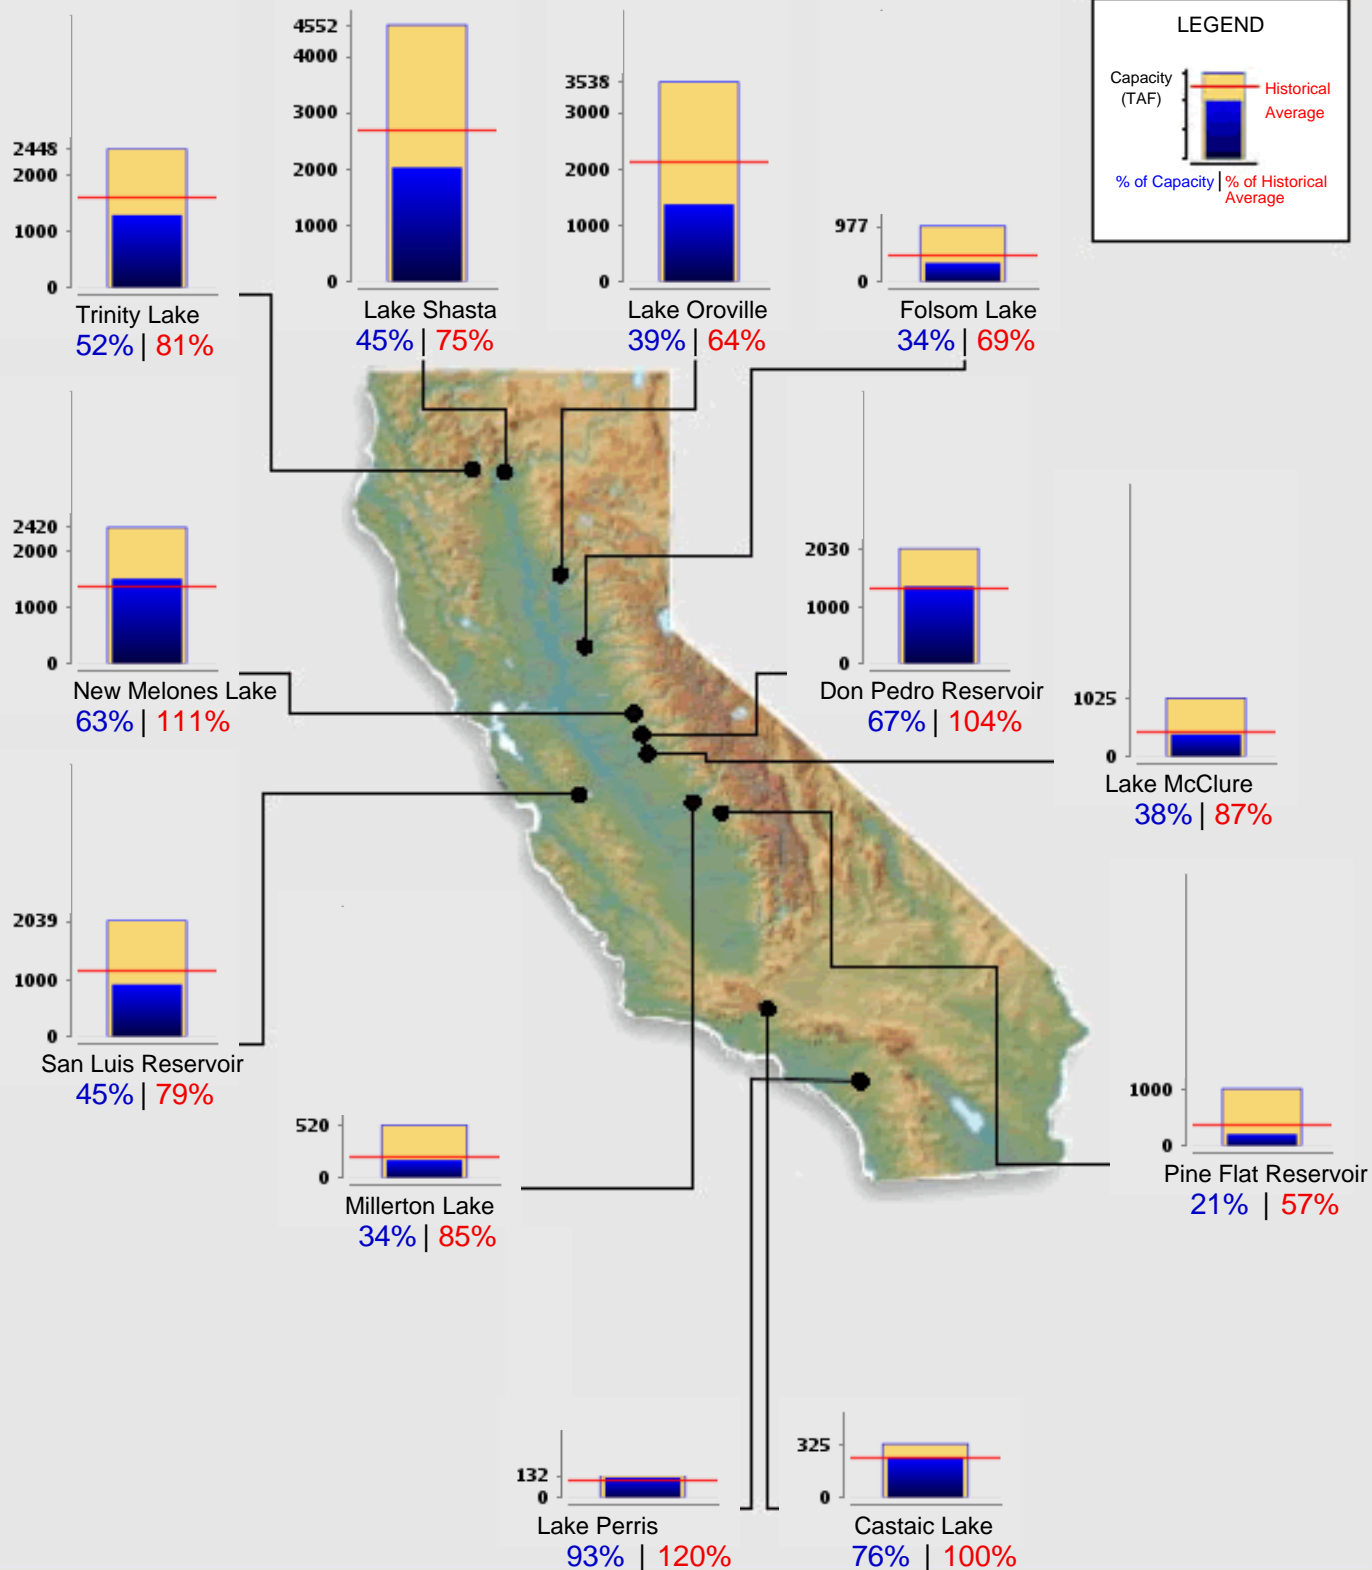 4552
4000
3000
2000
1000
0
Lake Shasta
45% | 75%
3538
3000
2000
1000
0
Lake Oroville
39% | 64%
977
0
Folsom Lake
34% | 69%
LEGEND
Capacity
(TAF)
Historical
Average
% of Capacity | % of Historical
Average
2448
2000
1000
0
Trinity Lake
52% | 81%
2420
2000
1000
0
New Melones Lake
63% | 111%
2030
1000
0
Don Pedro Reservoir
67% | 104%
1025
0
Lake McClure
38% | 87%
2039
1000
0
San Luis Reservoir
45% | 79%
520
0
Millerton Lake
34% | 85%
1000
0
Pine Flat Reservoir
21% | 57%
132
0
Lake Perris
93% | 120%
325
0
Castaic Lake
76% | 100%